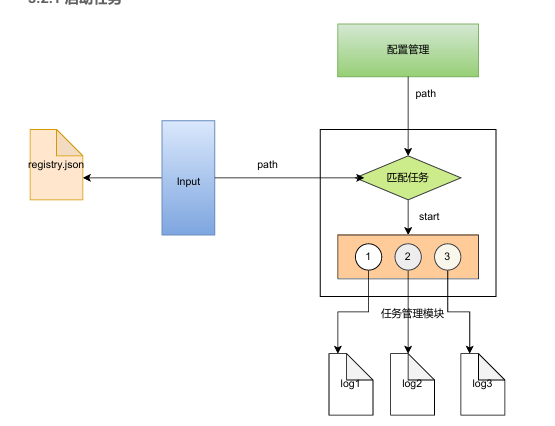 3.2.1 启动任务
配置管理
path
registry.json
Input
path
匹配任务
start
1
2
3
任务管理模块
log1
log2
log3